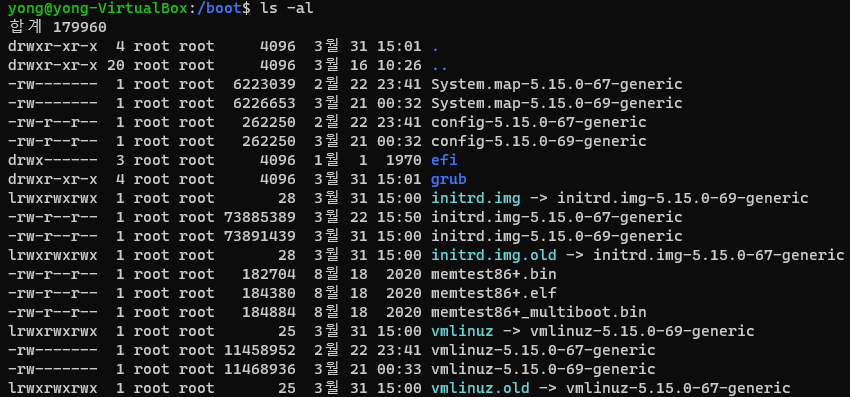 yong@yong-VirtualBox:/boot$ ls -al
합계 179960
drwxr-xr-x  4 root root     4096  3월 31 15:01 .
drwxr-xr-x 20 root root     4096  3월 16 10:26 ..
-rw-------  1 root root  6223039  2월 22 23:41 System.map-5.15.0-67-generic
-rw-------  1 root root  6226653  3월 21 00:32 System.map-5.15.0-69-generic
-rw-r--r--  1 root root   262250  2월 22 23:41 config-5.15.0-67-generic
-rw-r--r--  1 root root   262250  3월 21 00:32 config-5.15.0-69-generic
drwx------  3 root root     4096  1월  1  1970 efi
drwxr-xr-x  4 root root     4096  3월 31 15:01 grub
lrwxrwxrwx  1 root root       28  3월 31 15:00 initrd.img -> initrd.img-5.15.0-69-generic
-rw-r--r--  1 root root 73885389  3월 22 15:50 initrd.img-5.15.0-67-generic
-rw-r--r--  1 root root 73891439  3월 31 15:01 initrd.img-5.15.0-69-generic
lrwxrwxrwx  1 root root       28  3월 31 15:00 initrd.img.old -> initrd.img-5.15.0-67-generic
-rw-r--r--  1 root root   182704  8월 18  2020 memtest86+.bin
-rw-r--r--  1 root root   184380  8월 18  2020 memtest86+.elf
-rw-r--r--  1 root root   184884  8월 18  2020 memtest86+_multiboot.bin
lrwxrwxrwx  1 root root       25  3월 31 15:00 vmlinuz -> vmlinuz-5.15.0-69-generic
-rw-------  1 root root 11458952  2월 22 23:41 vmlinuz-5.15.0-67-generic
-rw-------  1 root root 11468936  3월 21 00:33 vmlinuz-5.15.0-69-generic
lrwxrwxrwx  1 root root       25  3월 31 15:00 vmlinuz.old -> vmlinuz-5.15.0-67-generic